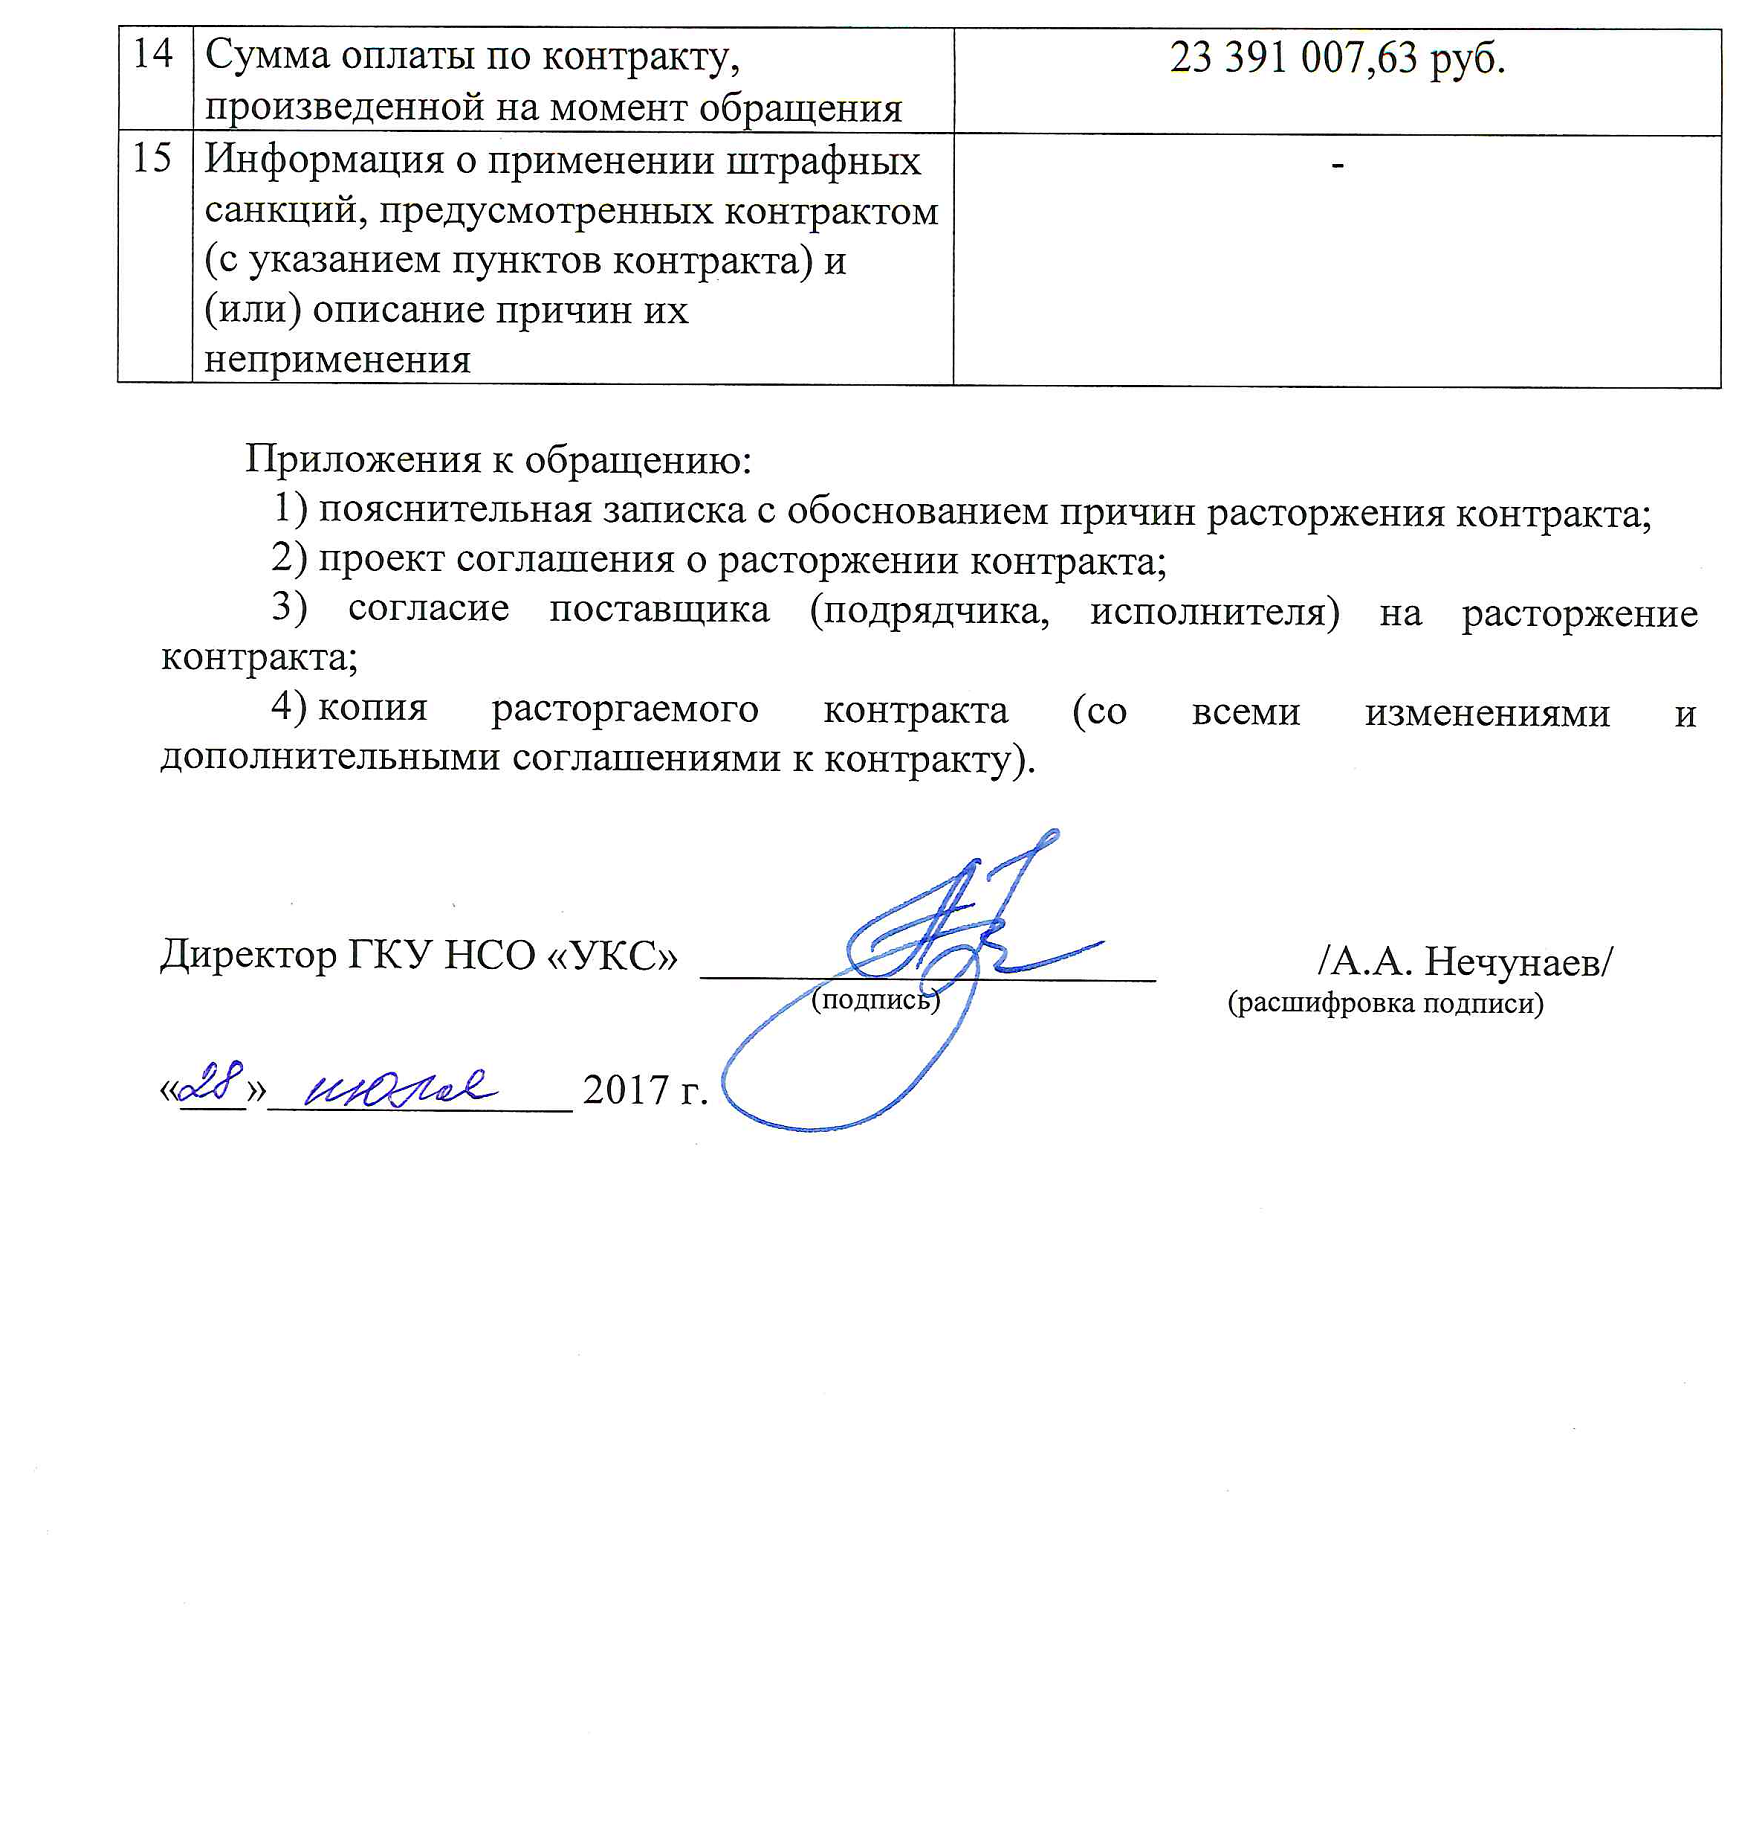 14 Сумма оплаты по контракту, 23 391 007,63 руб.
произведенной на момент обращения
15 Информация о применении штрафных -
санкций, предусмотренных контрактом
(с указанием пунктов контракта) и
(или) описание причин их
неприменения
Приложения к обращению:
1) пояснительная записка с обоснованием причин расторжения контракта;
2) проект соглашения о расторжении контракта;
3) согласие поставщика (подрядчика, исполнителя) на расторжение
контракта;
4) копия расторгаемого контракта (со всеми изменениями и
дополнительными соглашениями к контракту).
Директор ГКУ НСО «УКС» /А.А. Нечунаев/
(подпись) (расшифровка подписи)
«28» июля 2017 г.